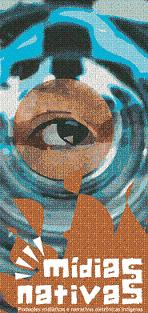 mídias
nativas
Produções midiáticas e narrativas eletrônicas indígenas